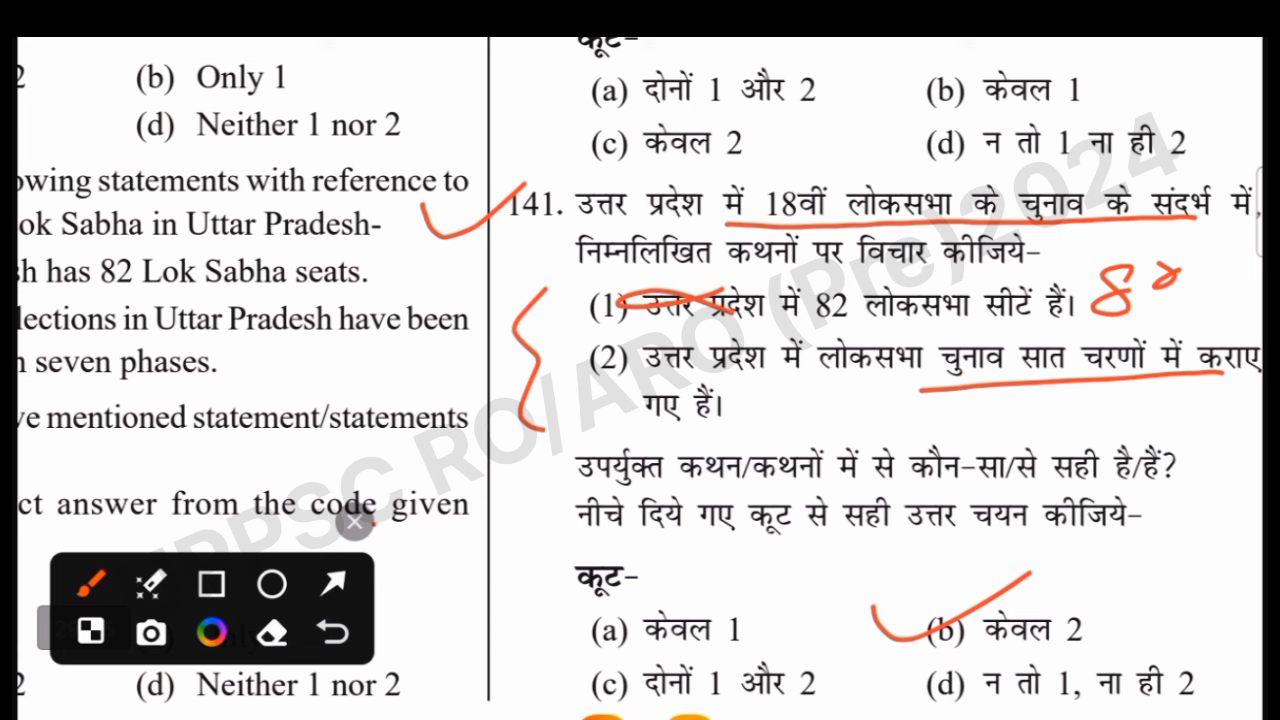 2 (b) Only 1
(d) Neither 1 nor 2
owing statements with reference to
ok Sabha in Uttar Pradesh-
h has 82 Lok Sabha seats.
lections in Uttar Pradesh have been
n seven phases.
ve mentioned statement/statements
ct answer from the code given
2 (d) Neither 1 nor 2
कूट-
(a) दोनों 1 और 2 (b) केवल 1
(c) केवल 2 (d) न तो 1 ना ही 2
141. उत्तर प्रदेश में 18वीं लोकसभा के चुनाव के संदर्भ में,
निम्नलिखित कथनों पर विचार कीजिये-
(1) उत्तर प्रदेश में 82 लोकसभा सीटें हैं। 80
(2) उत्तर प्रदेश में लोकसभा चुनाव सात चरणों में कराए
गए हैं।
उपर्युक्त कथन/कथनों में से कौन-सा/से सही है/हैं?
नीचे दिये गए कूट से सही उत्तर चयन कीजिये-
कूट-
(a) केवल 1 (b) केवल 2
(c) दोनों 1 और 2 (d) न तो 1, ना ही 2
UPPSC RO/ARO (Pre) 2024